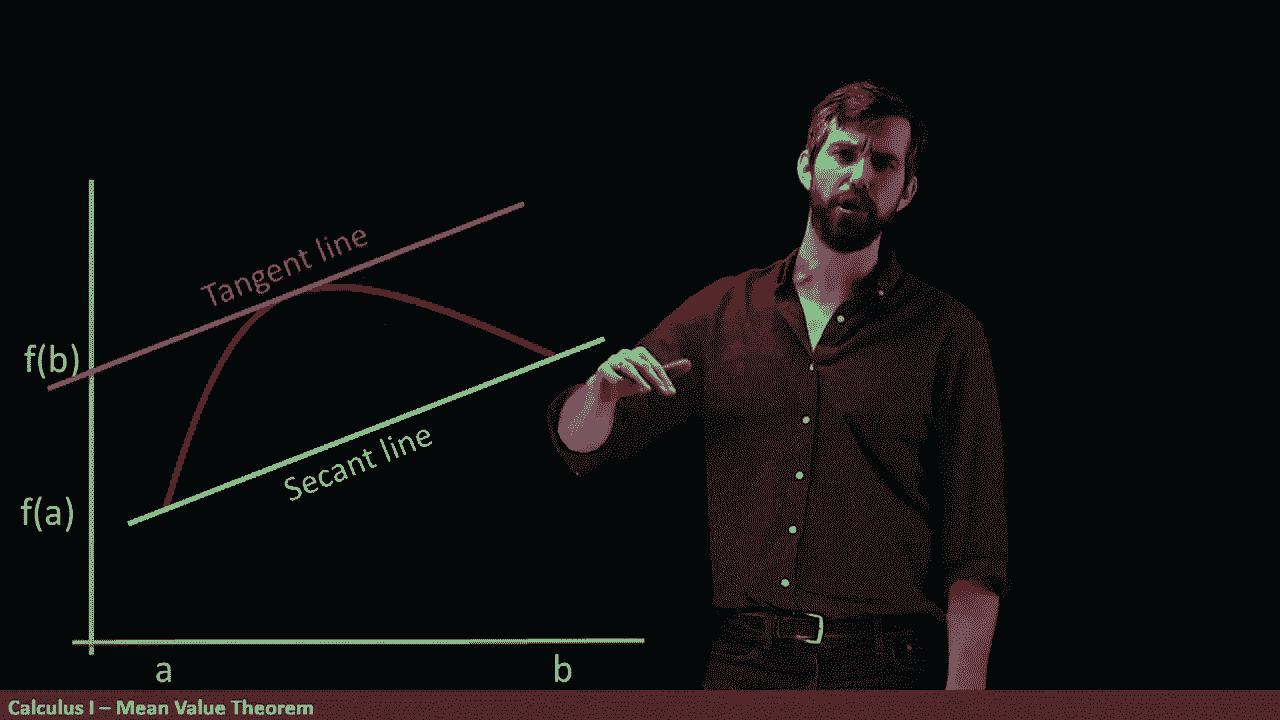 Tangent line
f(b)
Secant line
f(a)
a
b
Calculus I – Mean Value Theorem